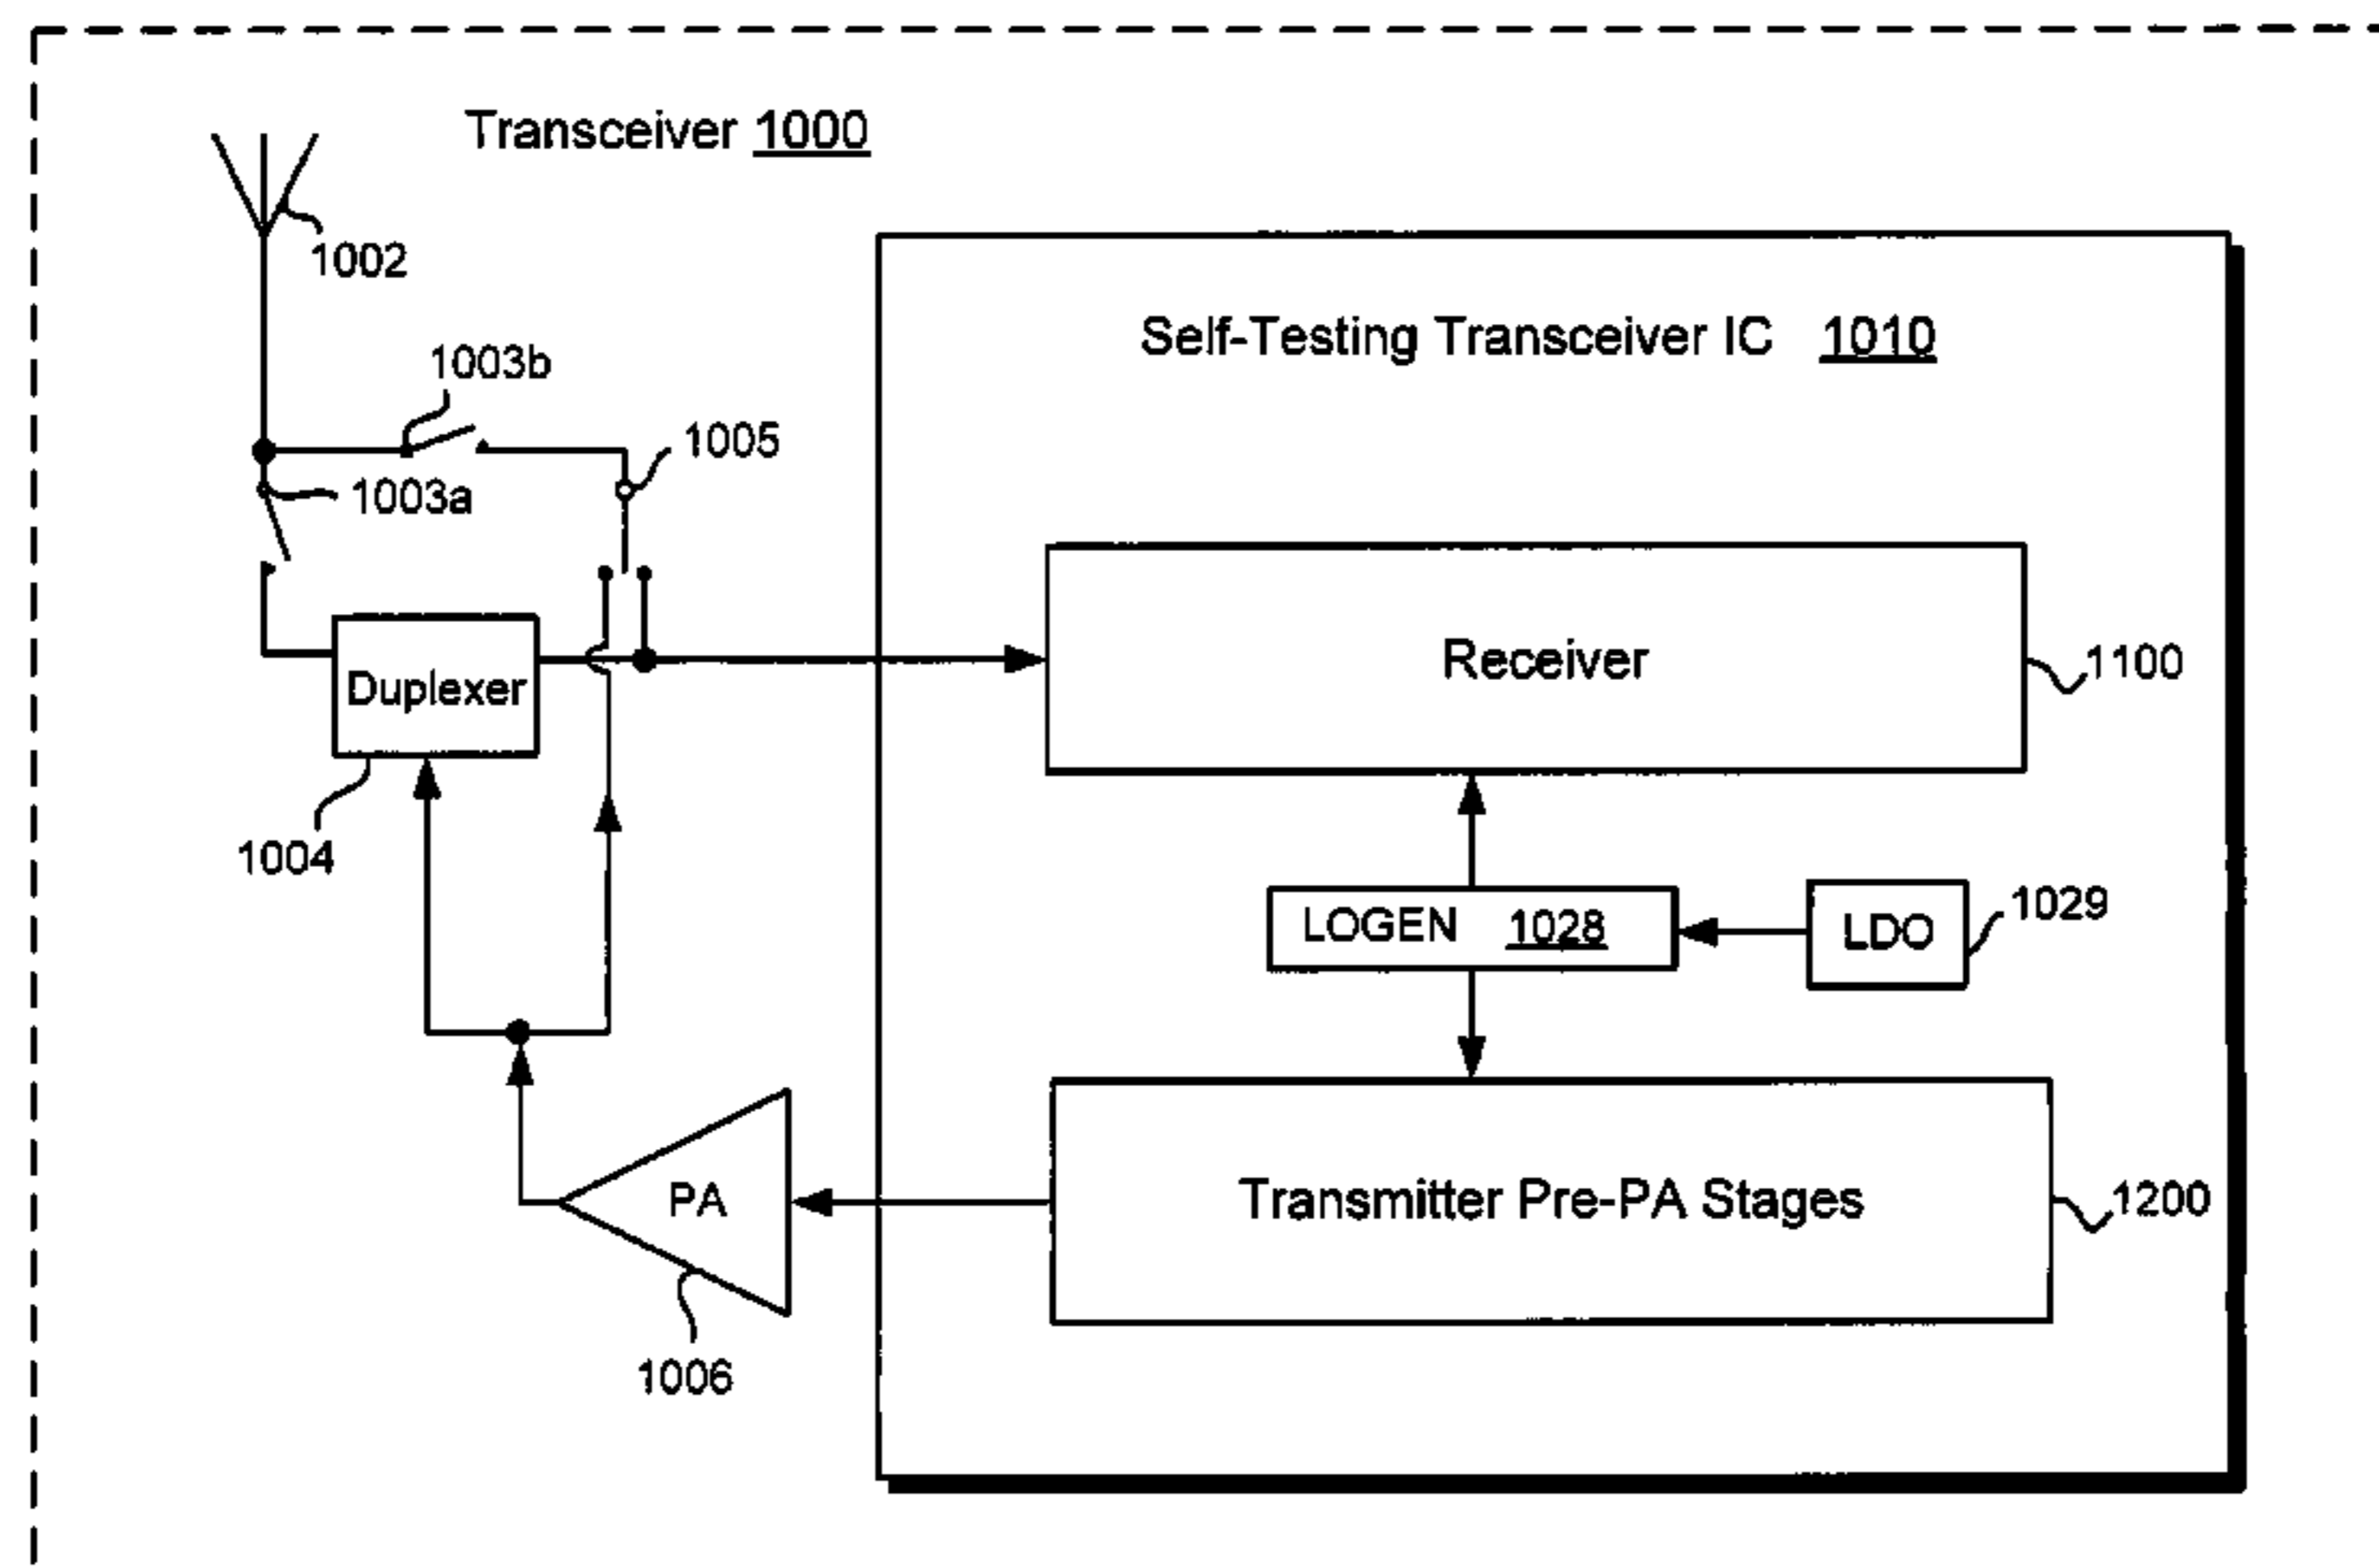 Transceiver 1000
1002
Self-Testing Transceiver IC 1010
1003b
1005
1003a
Receiver
1100
Duplexer
1004
LOGEN 1028
LDO
1029
PA
Transmitter Pre-PA Stages
1200
1006